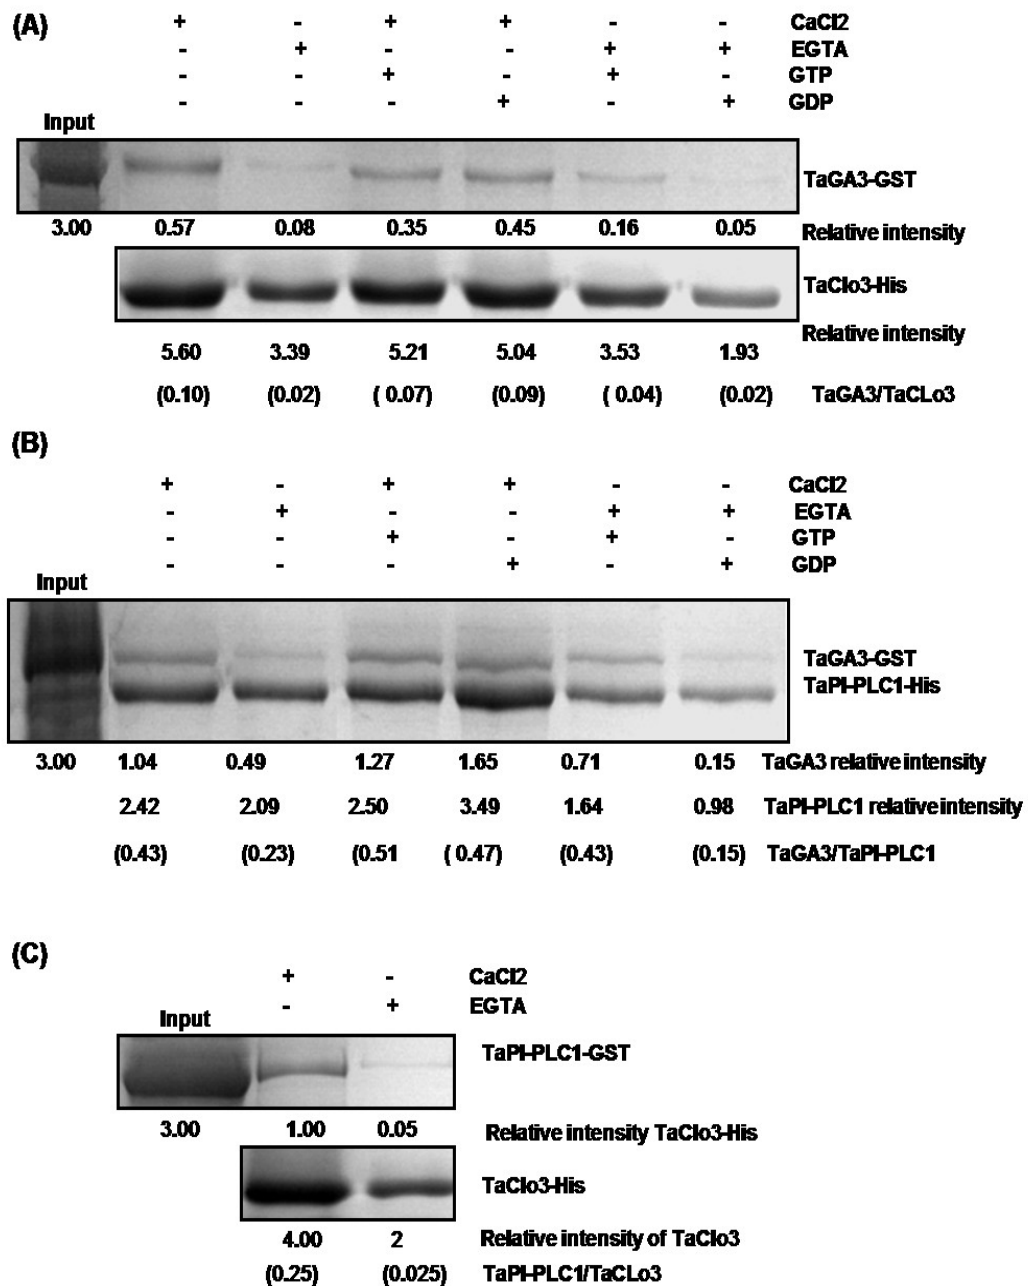 (A)
+ - + + - - CaCl2
- + - - + + EGTA
- - + - + - GTP
- - - + - + GDP
Input
TaGA3-GST
3.00 0.57 0.08 0.35 0.45 0.16 0.05 Relative intensity
TaClo3-His
Relative intensity
5.60 3.39 5.21 5.04 3.53 1.93
(0.10) (0.02) ( 0.07) (0.09) ( 0.04) (0.02) TaGA3/TaCLo3
(B)
+ - + + - - CaCl2
- + - - + + EGTA
- - + - + - GTP
- - - + - + GDP
Input
TaGA3-GST
TaPI-PLC1-His
3.00 1.04 0.49 1.27 1.65 0.71 0.15 TaGA3 relative intensity
2.42 2.09 2.50 3.49 1.64 0.98 TaPI-PLC1 relative intensity
(0.43) (0.23) (0.51 ( 0.47) (0.43) (0.15) TaGA3/TaPI-PLC1
(C)
+ - CaCl2
- + EGTA
Input
TaPI-PLC1-GST
3.00 1.00 0.05 Relative intensity TaClo3-His
TaClo3-His
4.00 2 Relative intensity of TaClo3
(0.25) (0.025) TaPI-PLC1/TaCLo3